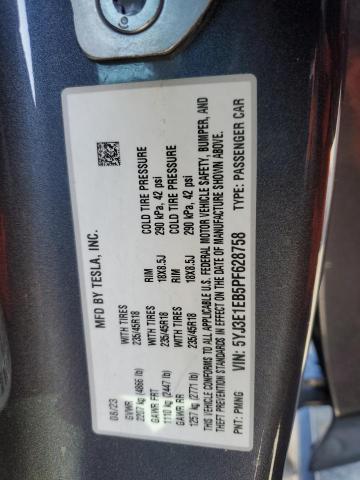 MFD BY TESLA, INC.
08/23
GVWR
2207 kg (4866 lb)
WITH TIRES
235/45R18
RIM
18X8.5J
COLD TIRE PRESSURE
290 kPa, 42 psi
GAWR FRT
1110 kg (2447 lb)
WITH TIRES
235/45R18
RIM
18X8.5J
COLD TIRE PRESSURE
290 kPa, 42 psi
GAWR RR
1257 kg (2771 lb)
THIS VEHICLE CONFORMS TO ALL APPLICABLE U.S. FEDERAL MOTOR VEHICLE SAFETY, BUMPER, AND
THEFT PREVENTION STANDARDS IN EFFECT ON THE DATE OF MANUFACTURE SHOWN ABOVE.
VIN: 5YJ3E1EB5PF628758
TYPE: PASSENGER CAR
PNT: PMNG